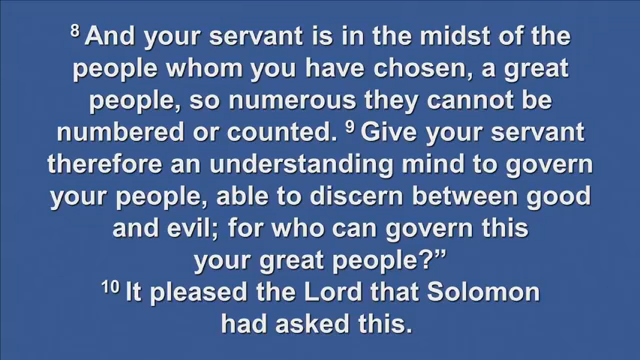 ⁸ And your servant is in the midst of the
people whom you have chosen, a great
people, so numerous they cannot be
numbered or counted. ⁹ Give your servant
therefore an understanding mind to govern
your people, able to discern between good
and evil; for who can govern this
your great people?”
¹⁰ It pleased the Lord that Solomon
had asked this.